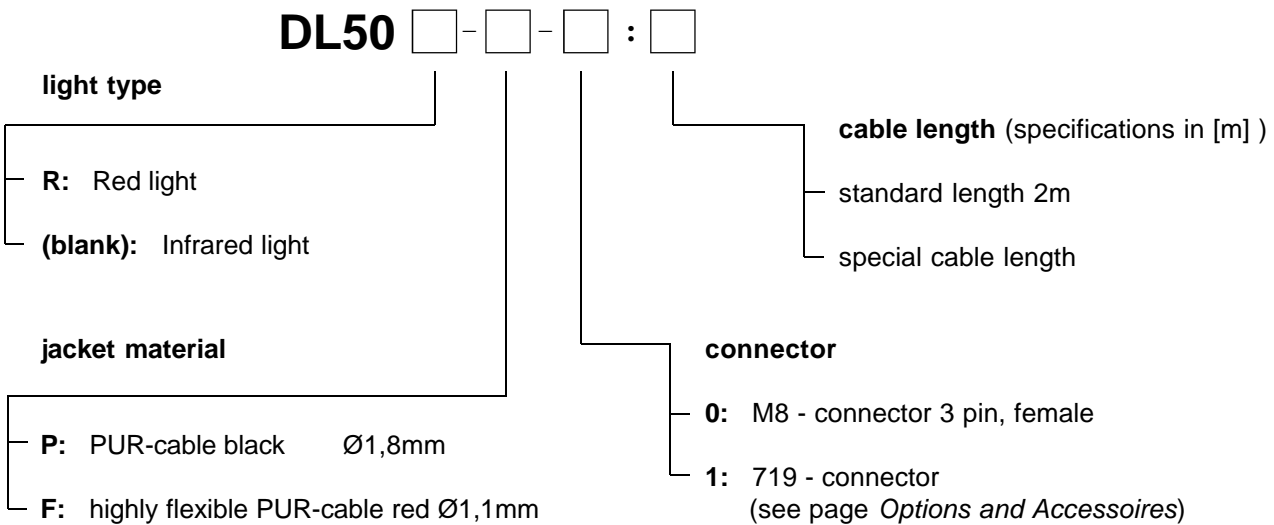 DL50 - - :
light type
cable length (specifications in [m] )
R: Red light
standard length 2m
(blank): Infrared light
special cable length
jacket material
connector
0: M8 - connector 3 pin, female
P: PUR-cable black Ø1,8mm
1: 719 - connector
(see page Options and Accessoires)
F: highly flexible PUR-cable red Ø1,1mm